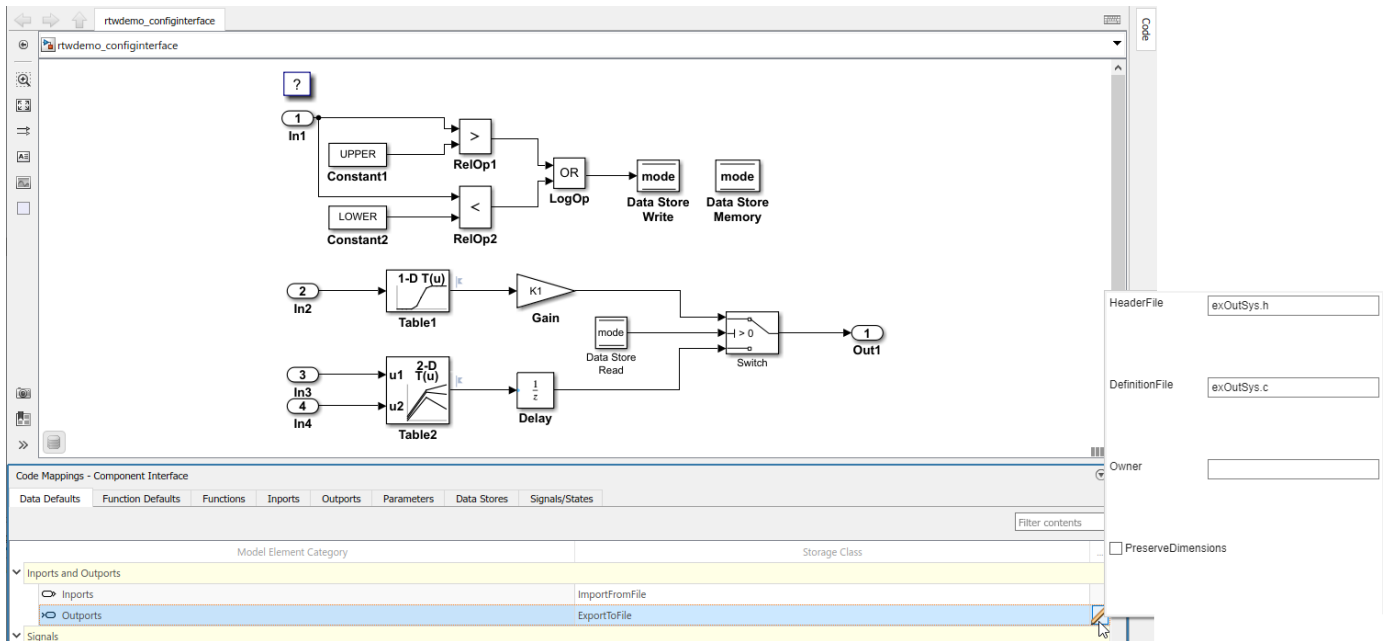 rtwdemo_configinterface
Code
rtwdemo_configinterface
?
1
In1
UPPER
Constant1
>
RelOp1
LOWER
Constant2
<
RelOp2
OR
LogOp
mode
Data Store
Write
mode
Data Store
Memory
2
In2
1-D T(u)
Table1
K1
Gain
mode
Data Store
Read
> 0
Switch
1
Out1
3
In3
4
In4
u1
u2
2-D
T(u)
Table2
1
z
Delay
HeaderFile
exOutSys.h
DefinitionFile
exOutSys.c
Owner
PreserveDimensions
Code Mappings - Component Interface
Data Defaults Function Defaults Functions Inports Outports Parameters Data Stores Signals/States
Filter contents
Model Element Category Storage Class ...
Inports and Outports
Inports ImportFromFile
Outports ExportToFile
Signals